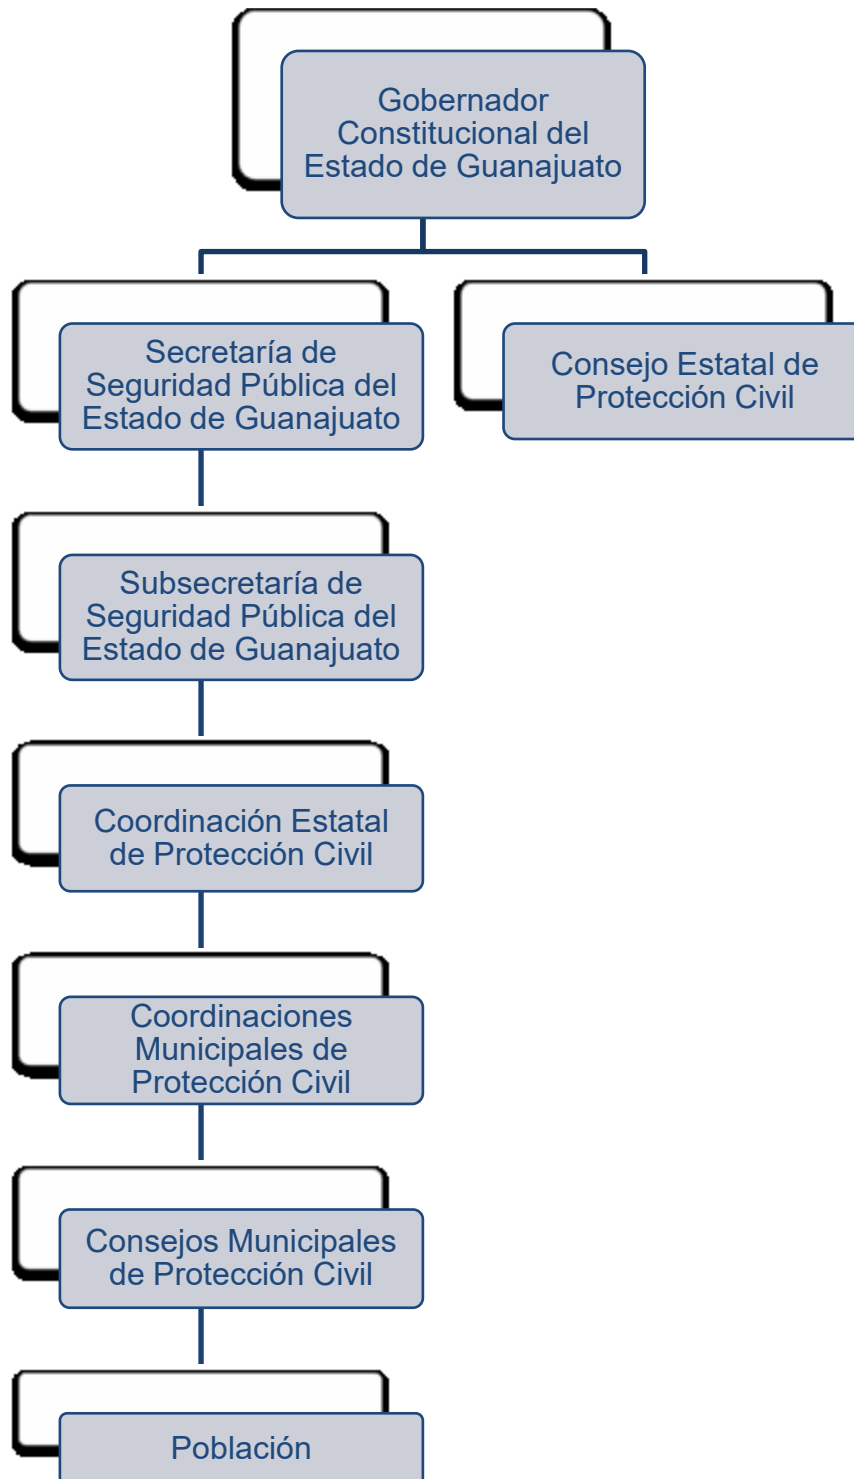 Gobernador
Constitucional del
Estado de Guanajuato
Secretaría de
Seguridad Pública del
Estado de Guanajuato
Consejo Estatal de
Protección Civil
Subsecretaría de
Seguridad Pública del
Estado de Guanajuato
Coordinación Estatal
de Protección Civil
Coordinaciones
Municipales de
Protección Civil
Consejos Municipales
de Protección Civil
Población